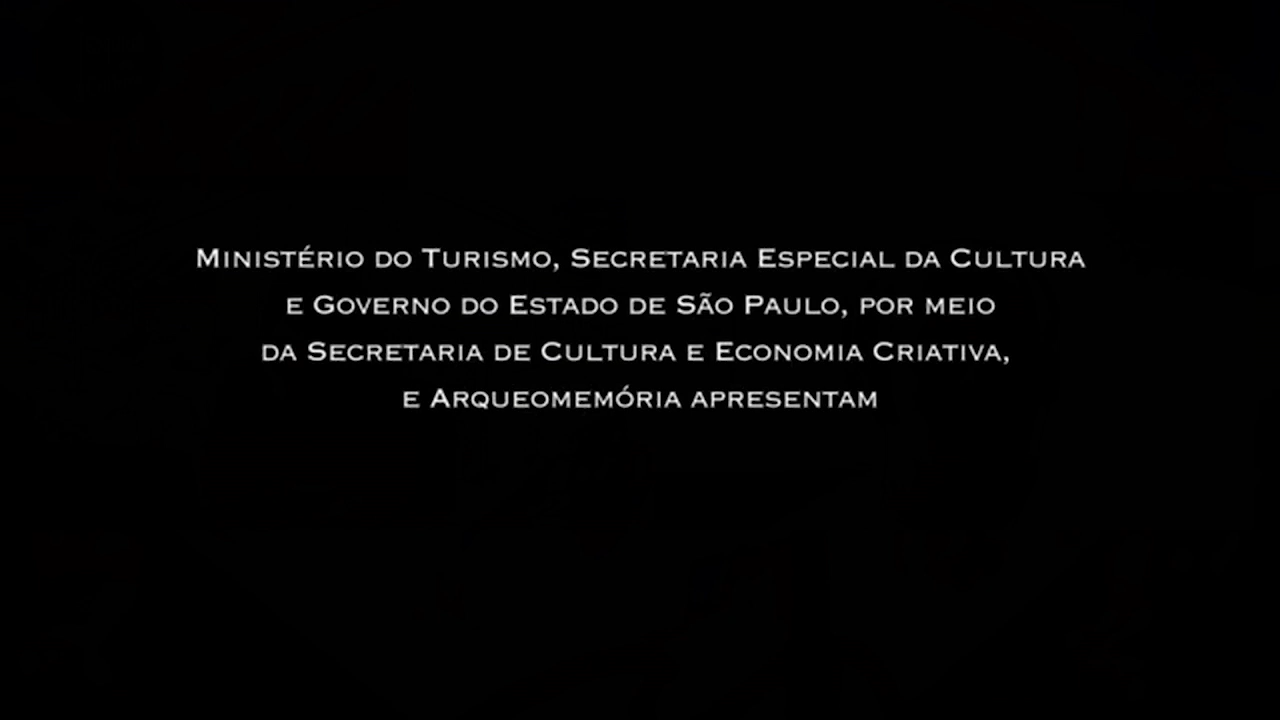 Ministério do Turismo, Secretaria Especial da Cultura
e Governo do Estado de São Paulo, por meio
da Secretaria de Cultura e Economia Criativa,
e Arqueomemória apresentam